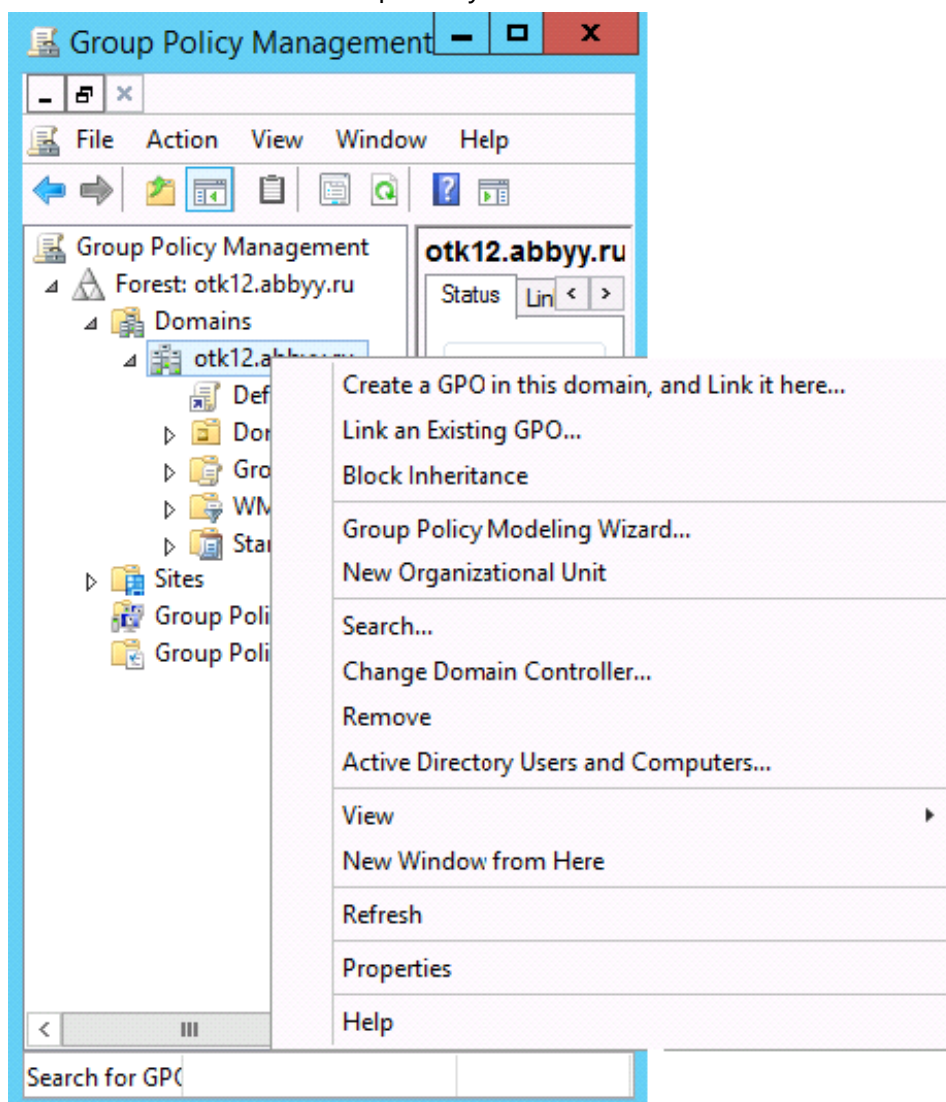 Group Policy Management
File Action View Window Help
Group Policy Management
Forest: otk12.abbyy.ru
Domains
otk12.abbyy.ru
Def
Dor
Gro
WM
Star
Sites
Group Poli
Group Poli
otk12.abbyy.ru
Status Lin
Create a GPO in this domain, and Link it here...
Link an Existing GPO...
Block Inheritance
Group Policy Modeling Wizard...
New Organizational Unit
Search...
Change Domain Controller...
Remove
Active Directory Users and Computers...
View
New Window from Here
Refresh
Properties
Help
Search for GPO